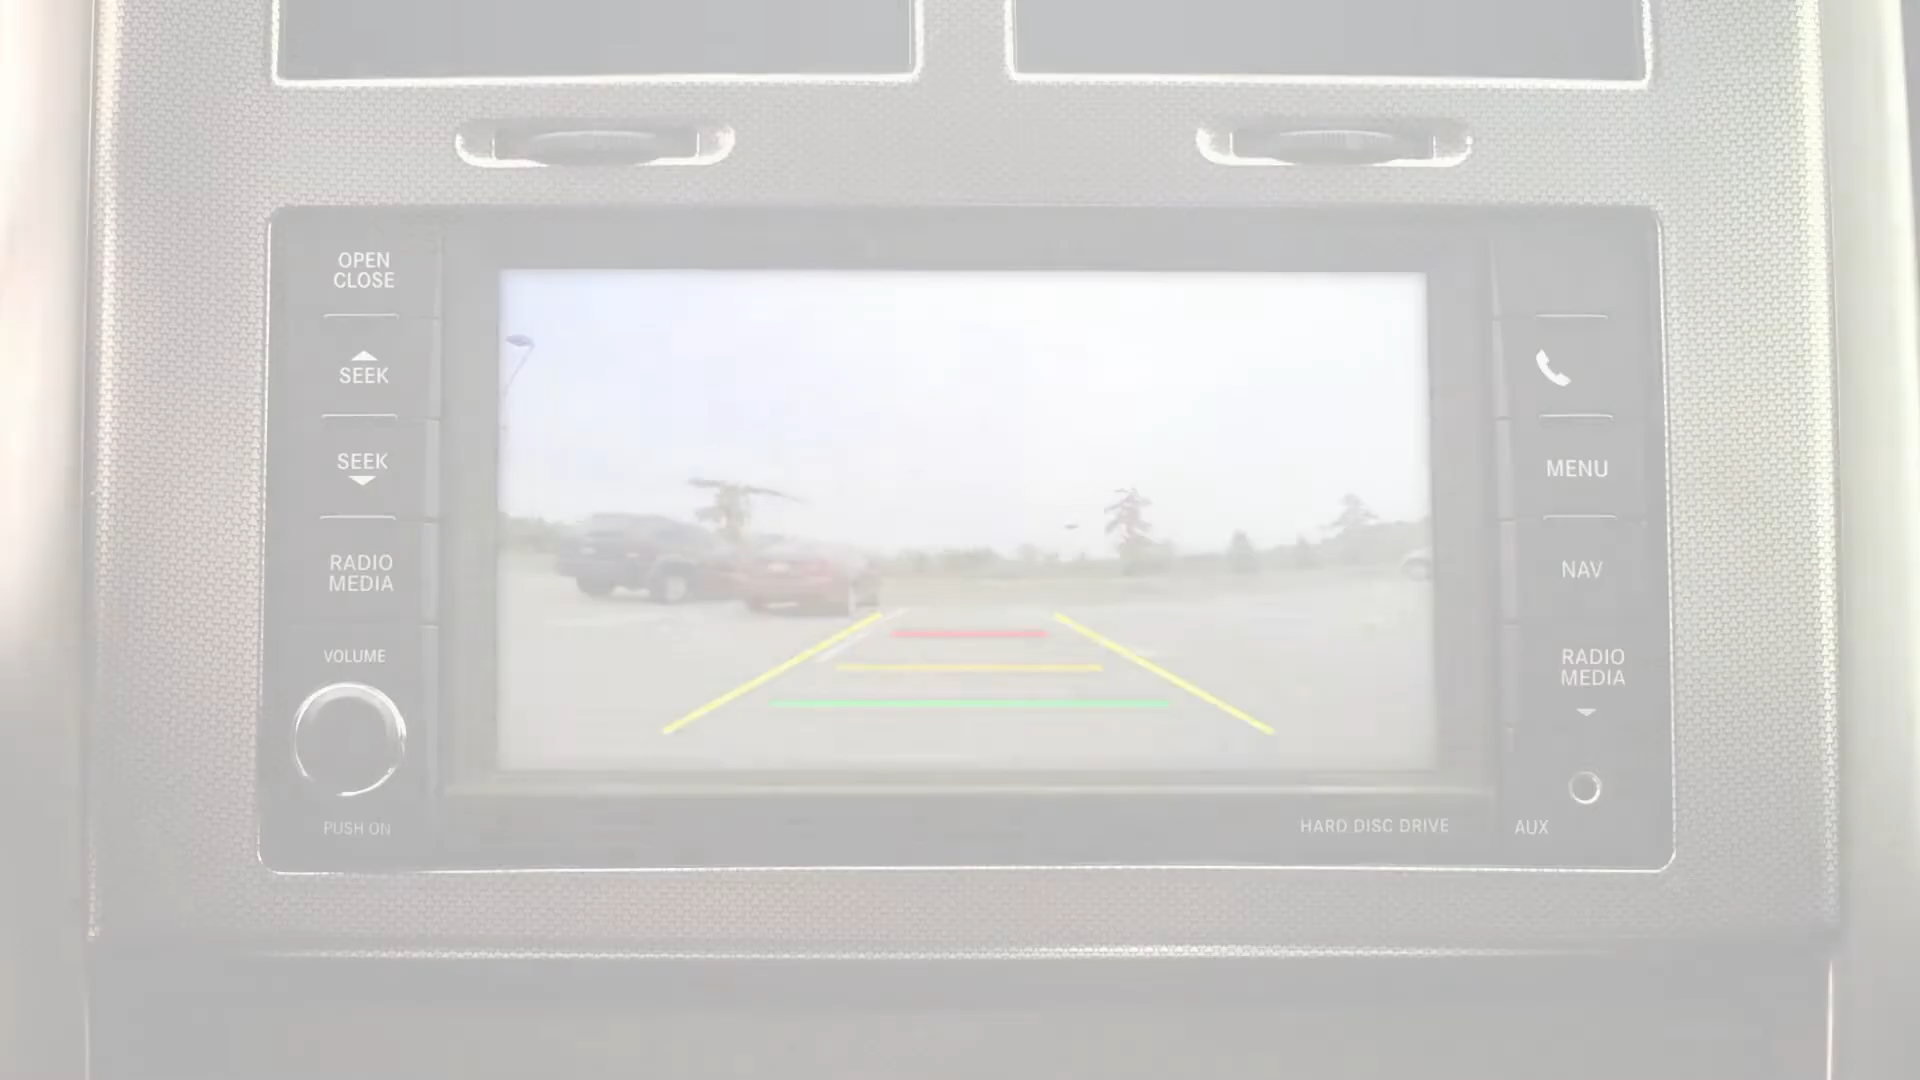 OPEN
CLOSE
SEEK
SEEK
RADIO
MEDIA
VOLUME
PUSH ON
MENU
NAV
RADIO
MEDIA
HARD DISC DRIVE
AUX